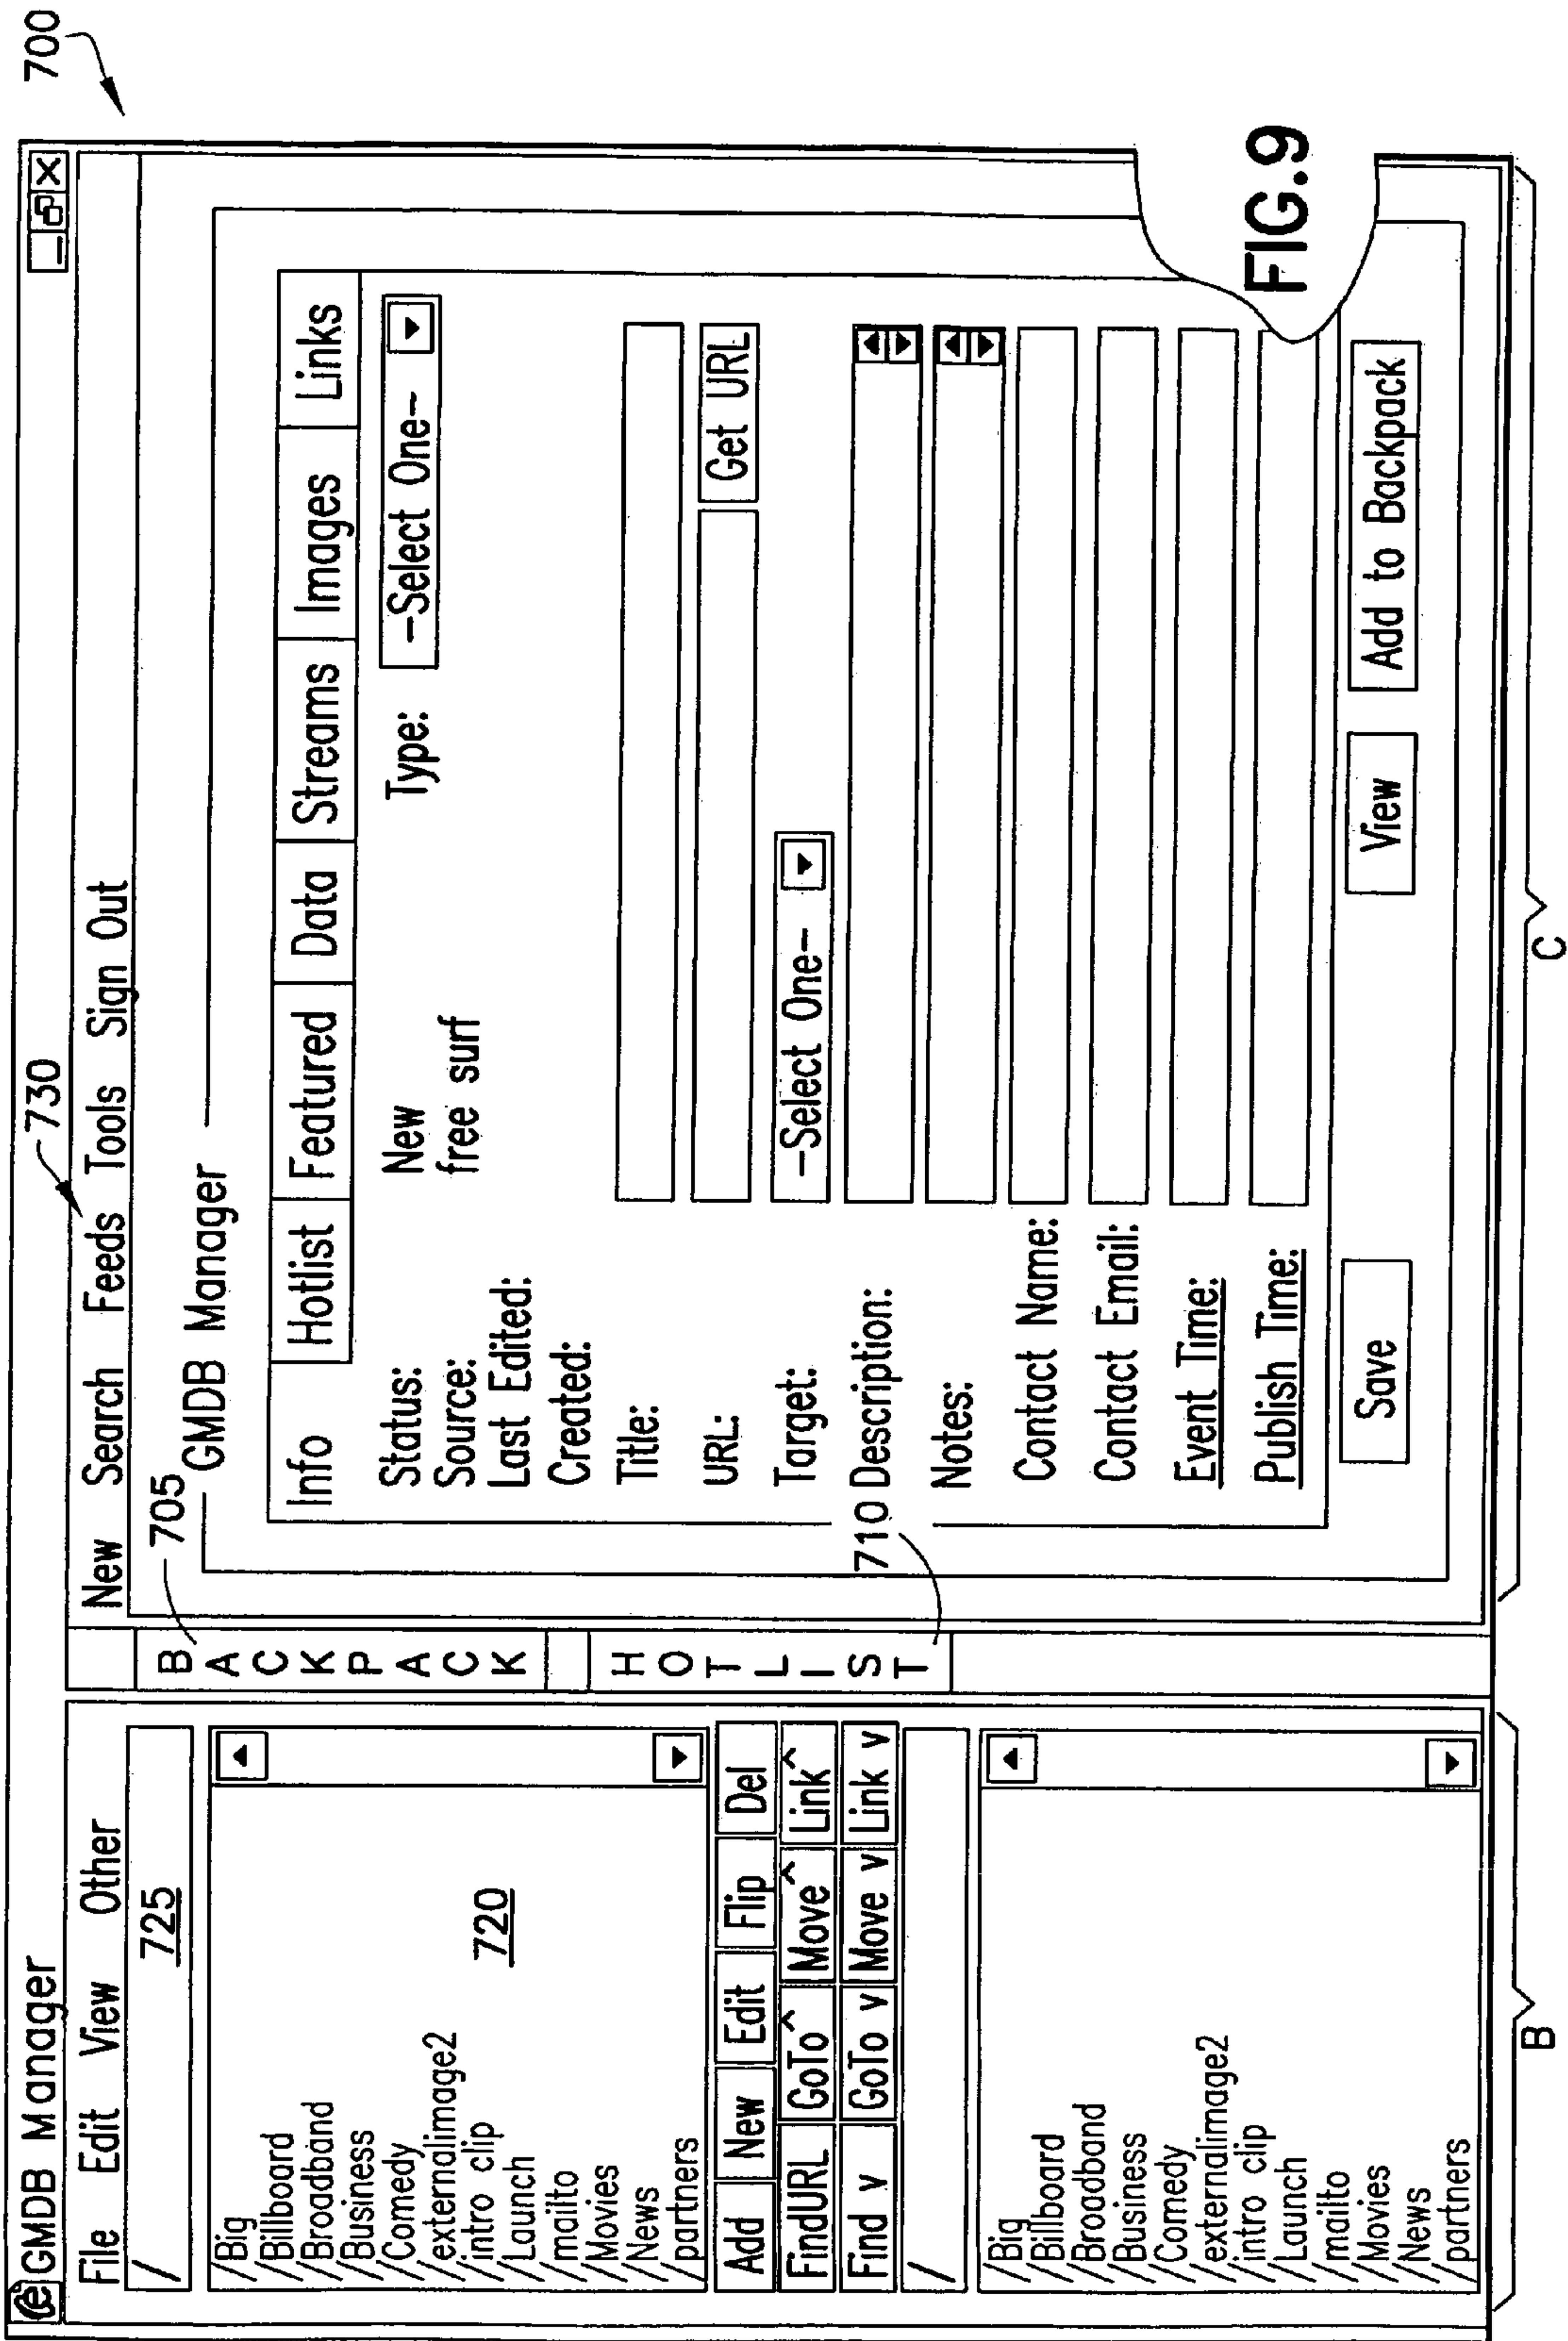 700
GMDB Manager
File Edit View Other
725
/
/Big
/Billboard
/Broadband
/Business
/Comedy
/externalimage2
/intro clip
/Launch
/mailto
/Movies
/News
/partners
720
Add New Edit Flip Del
FindURL GoTo^ Move^ Link^
Find v GoTo v Move v Link v
/
/Big
/Billboard
/Broadband
/Business
/Comedy
/externalimage2
/intro clip
/Launch
/mailto
/Movies
/News
/partners
B
BACKPACK
705
HOTLIST
710
730
New Search Feeds Tools Sign Out
GMDB Manager
Info Hotlist Featured Data Streams Images Links
Status: New Type: -Select One-
Source: free surf
Last Edited:
Created:
Title:
URL: Get URL
Target: -Select One-
Description:
Notes:
Contact Name:
Contact Email:
Event Time:
Publish Time:
Save View Add to Backpack
C
FIG.9